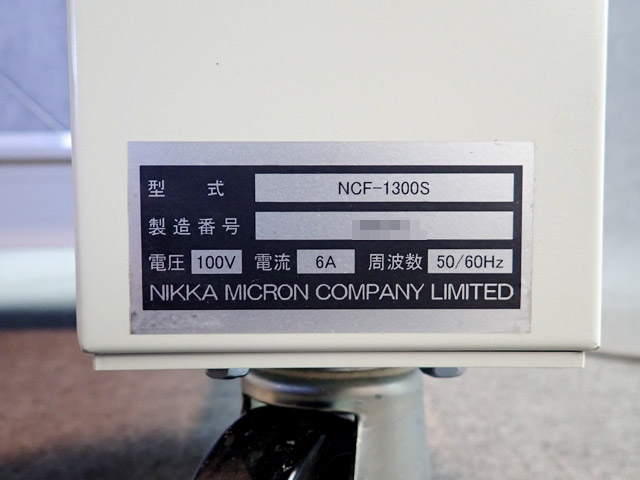 型式 NCF-1300S
製造番号
電圧 100V 電流 6A 周波数 50/60Hz
NIKKA MICRON COMPANY LIMITED